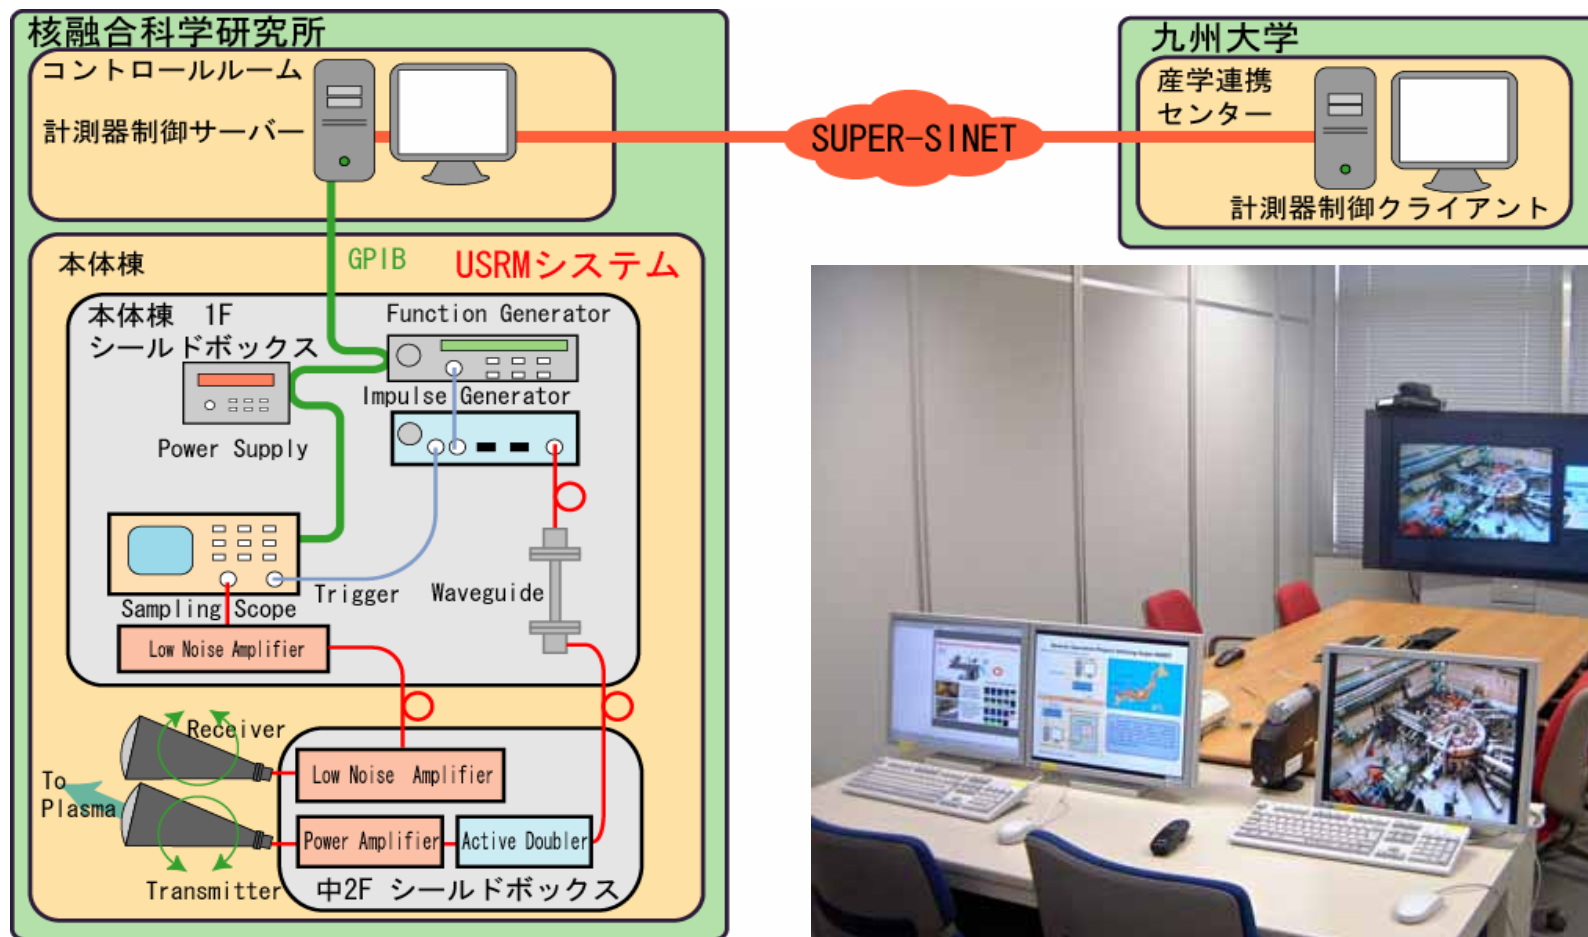 核融合科学研究所
コントロールルーム
計測器制御サーバー
SUPER-SINET
九州大学
産学連携
センター
計測器制御クライアント
本体棟
GPIB
USRMシステム
本体棟 1F
シールドボックス
Function Generator
Impulse Generator
Power Supply
Trigger
Waveguide
Sampling Scope
Low Noise Amplifier
Receiver
Low Noise Amplifier
To
Plasma
Power Amplifier
Active Doubler
Transmitter
中2F シールドボックス